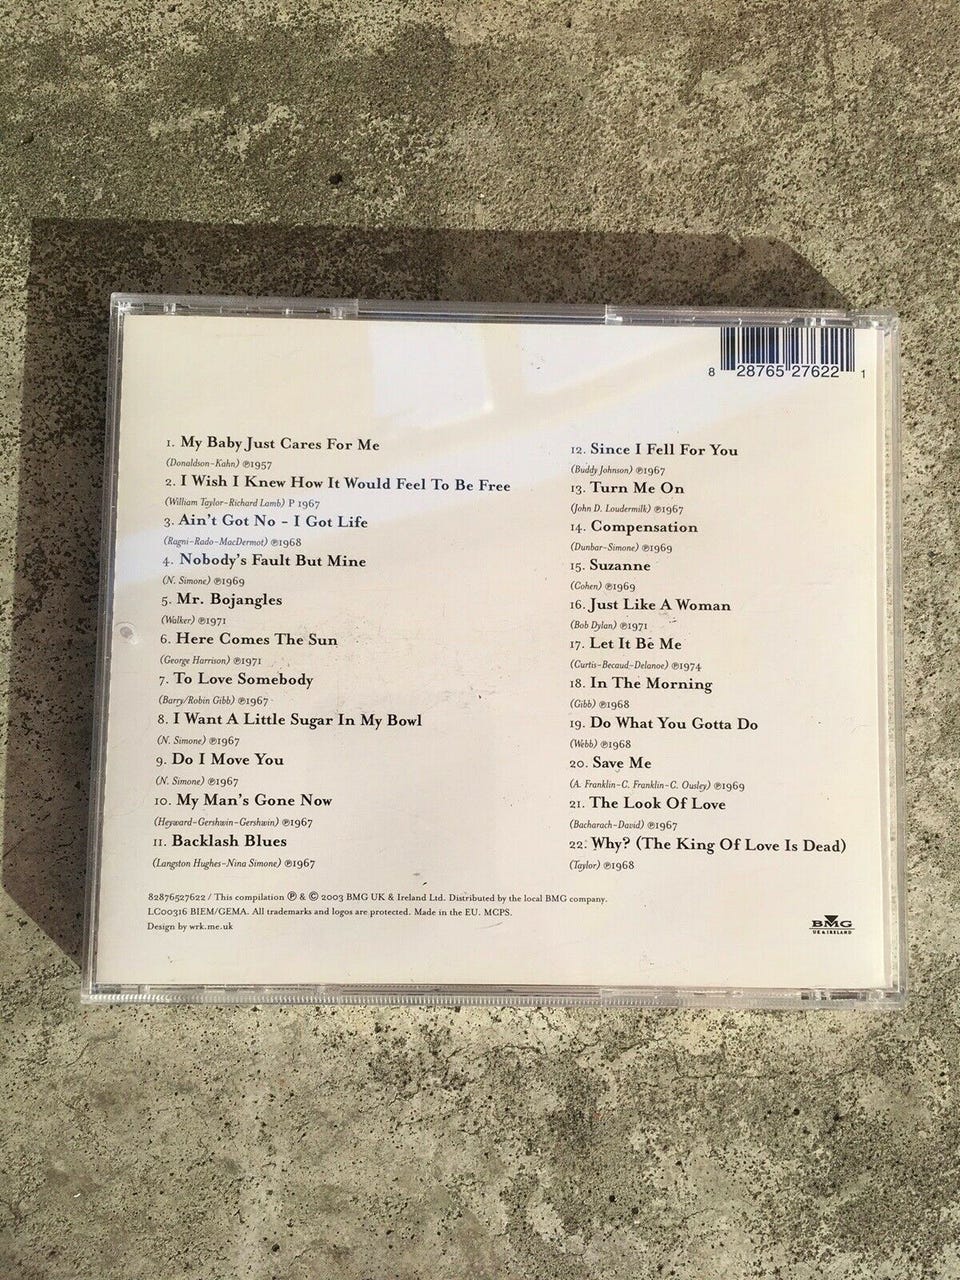 8 28765 27622 1
1. My Baby Just Cares For Me
(Donaldson-Kahn) ℗1957
2. I Wish I Knew How It Would Feel To Be Free
(William Taylor-Richard Lamb) P 1967
3. Ain't Got No - I Got Life
(Ragni-Rado-MacDermot) ℗1968
4. Nobody's Fault But Mine
(N. Simone) ℗1969
5. Mr. Bojangles
(Walker) ℗1971
6. Here Comes The Sun
(George Harrison) ℗1971
7. To Love Somebody
(Barry/Robin Gibb) ℗1967
8. I Want A Little Sugar In My Bowl
(N. Simone) ℗1967
9. Do I Move You
(N. Simone) ℗1967
10. My Man's Gone Now
(Heyward-Gershwin-Gershwin) ℗1967
11. Backlash Blues
(Langston Hughes-Nina Simone) ℗1967
12. Since I Fell For You
(Buddy Johnson) ℗1967
13. Turn Me On
(John D. Loudermilk) ℗1967
14. Compensation
(Dunbar-Simone) ℗1969
15. Suzanne
(Cohen) ℗1969
16. Just Like A Woman
(Bob Dylan) ℗1971
17. Let It Be Me
(Curtis-Becaud-Delanoe) ℗1974
18. In The Morning
(Gibb) ℗1968
19. Do What You Gotta Do
(Webb) ℗1968
20. Save Me
(A. Franklin-C. Franklin-C. Ousley) ℗1969
21. The Look Of Love
(Bacharach-David) ℗1967
22. Why? (The King Of Love Is Dead)
(Taylor) ℗1968
82876527622 / This compilation ℗ & © 2003 BMG UK & Ireland Ltd. Distributed by the local BMG company.
LC00316 BIEM/GEMA. All trademarks and logos are protected. Made in the EU. MCPS.
Design by wrk.me.uk
BMG
UK & IRELAND